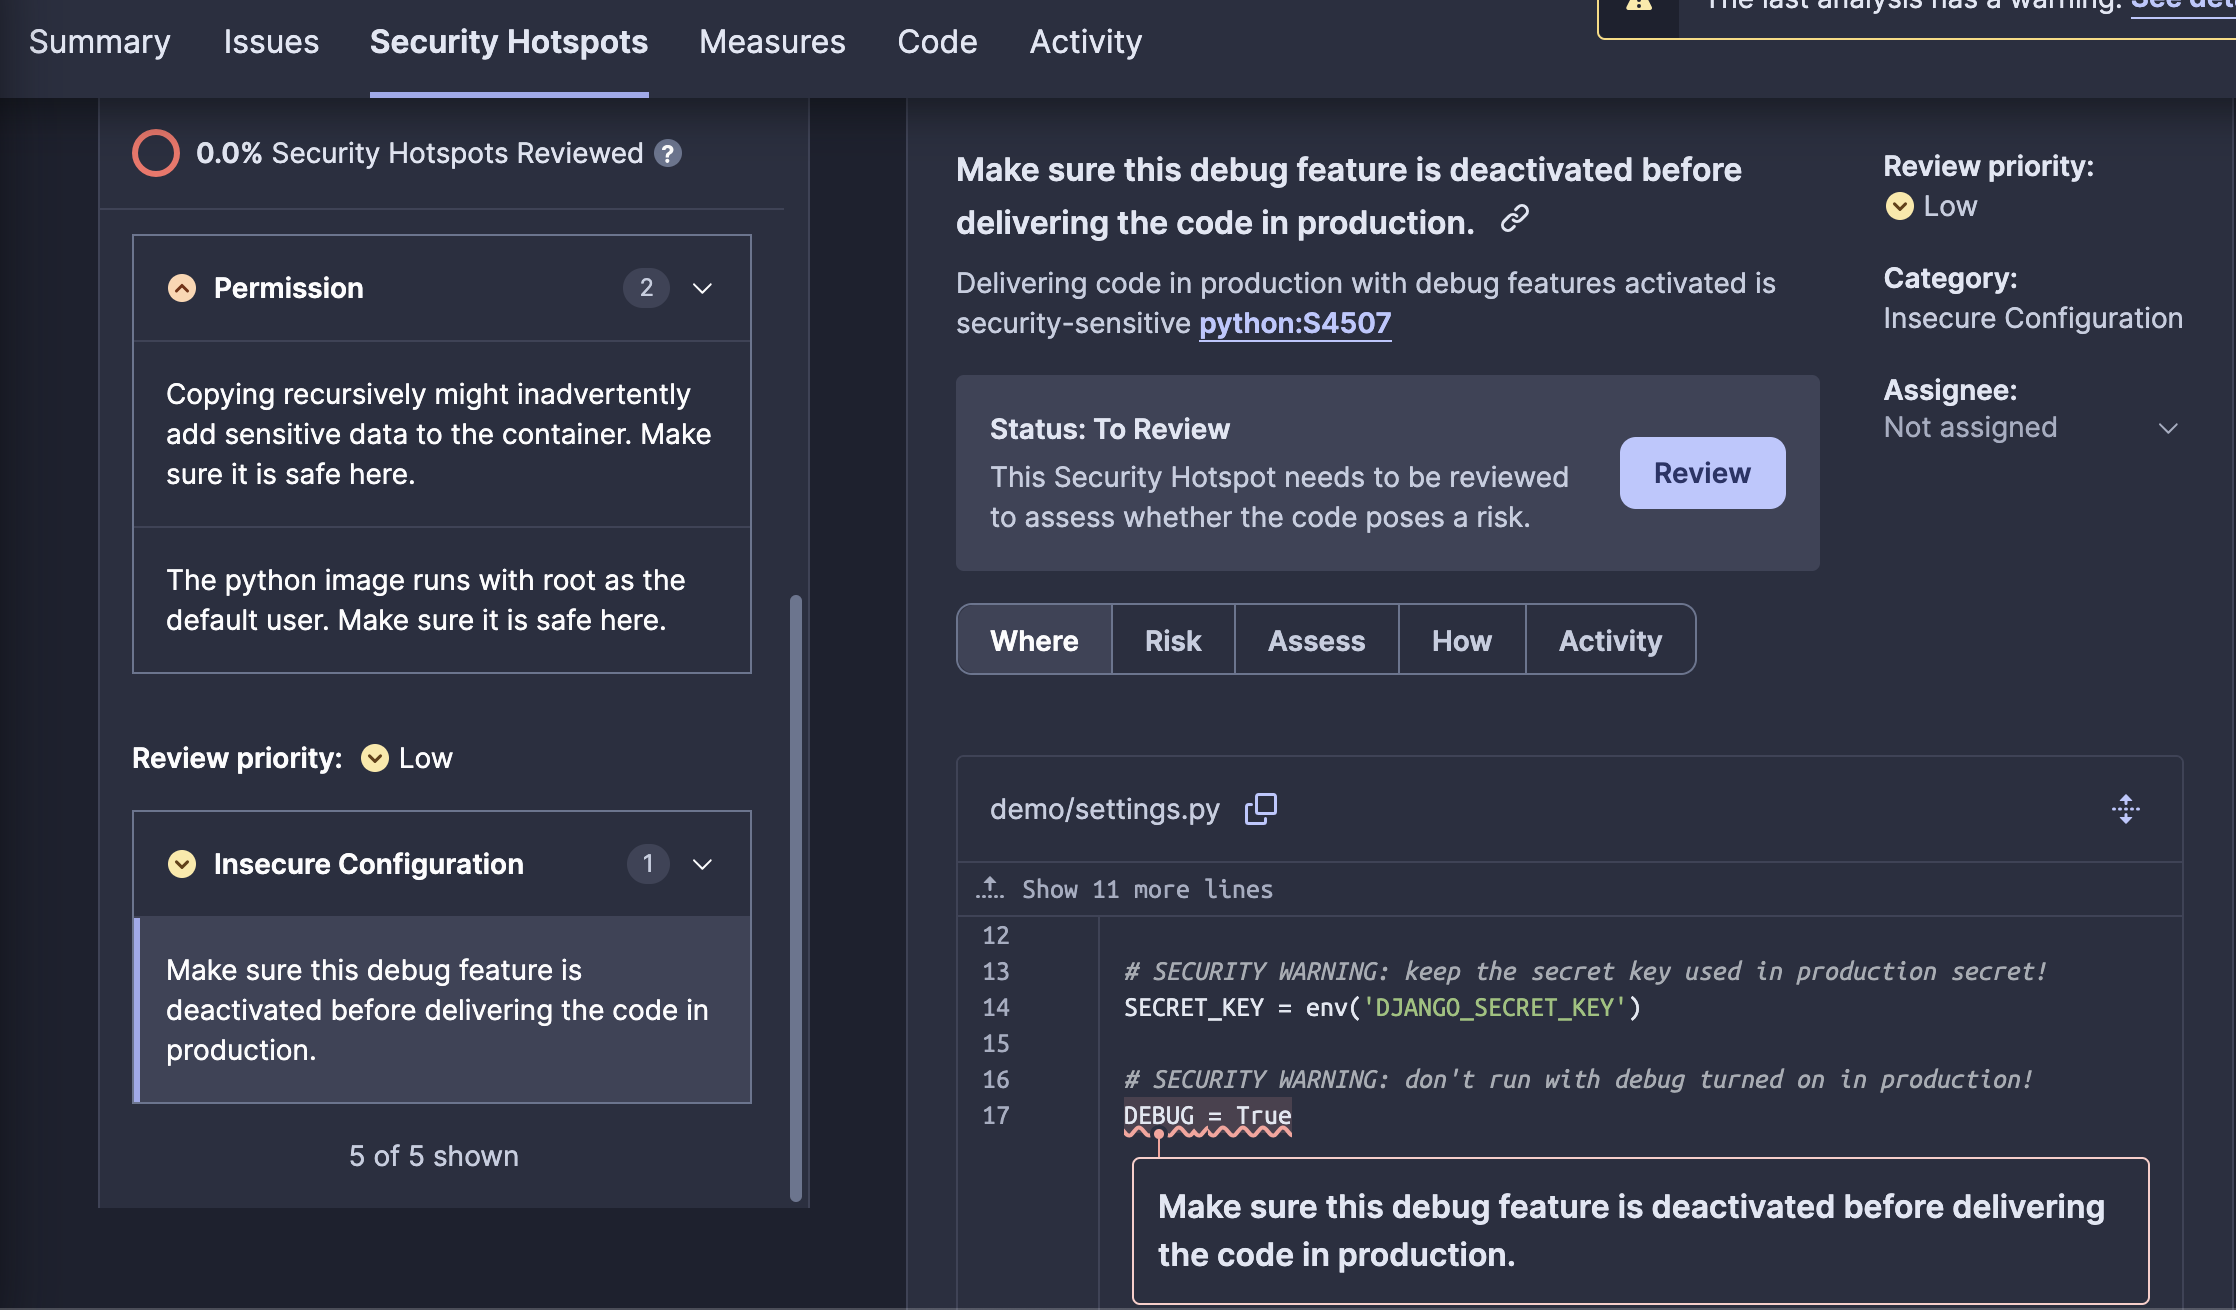 Summary Issues Security Hotspots Measures Code Activity
The last analysis has a warning.
0.0% Security Hotspots Reviewed ?
Permission 2
Copying recursively might inadvertently
add sensitive data to the container. Make
sure it is safe here.
The python image runs with root as the
default user. Make sure it is safe here.
Review priority: Low
Insecure Configuration 1
Make sure this debug feature is
deactivated before delivering the code in
production.
5 of 5 shown
Make sure this debug feature is deactivated before
delivering the code in production.
Delivering code in production with debug features activated is
security-sensitive python:S4507
Status: To Review
This Security Hotspot needs to be reviewed
to assess whether the code poses a risk.
Review
Review priority:
Low
Category:
Insecure Configuration
Assignee:
Not assigned
Where Risk Assess How Activity
demo/settings.py
Show 11 more lines
12
13 # SECURITY WARNING: keep the secret key used in production secret!
14 SECRET_KEY = env('DJANGO_SECRET_KEY')
15
16 # SECURITY WARNING: don't run with debug turned on in production!
17 DEBUG = True
Make sure this debug feature is deactivated before delivering
the code in production.